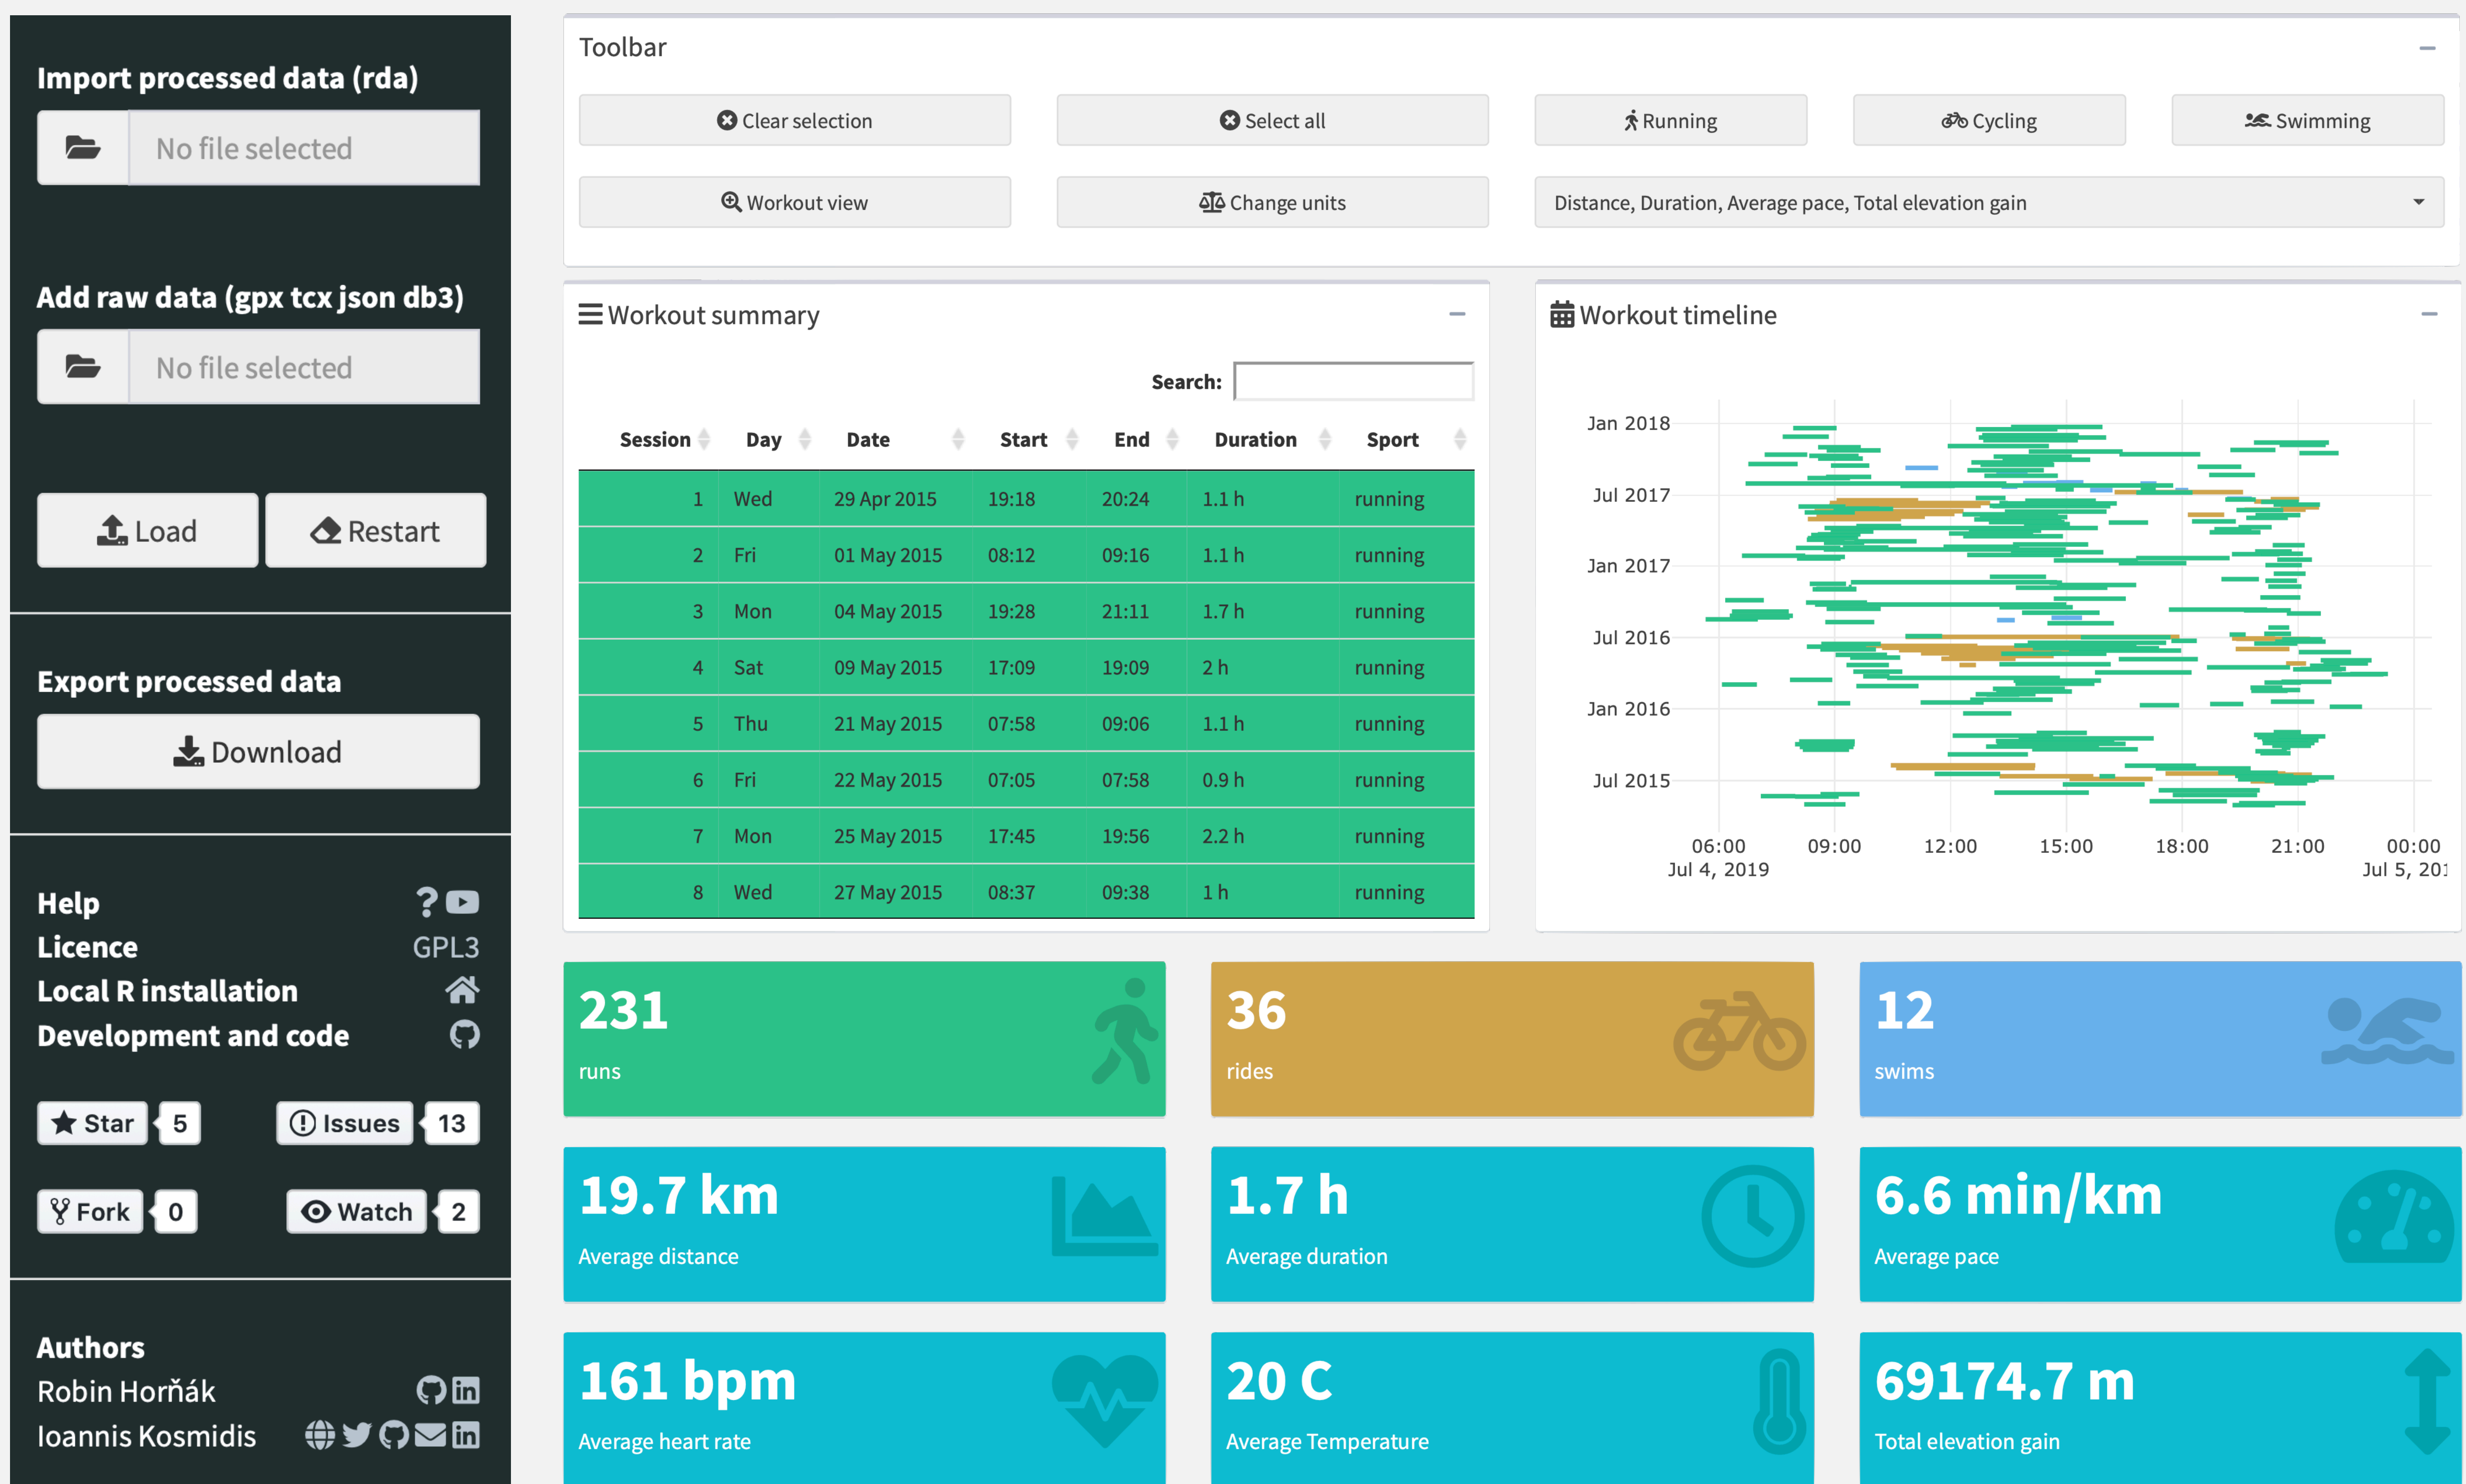 Import processed data (rda)
No file selected
Add raw data (gpx tcx json db3)
No file selected
Load Restart
Export processed data
Download
Help
Licence GPL3
Local R installation
Development and code
Star 5 Issues 13
Fork 0 Watch 2
Authors
Robin Horňák
Ioannis Kosmidis
Toolbar
Clear selection Select all Running Cycling Swimming
Workout view Change units Distance, Duration, Average pace, Total elevation gain
Workout summary
Search:
Session Day Date Start End Duration Sport
1 Wed 29 Apr 2015 19:18 20:24 1.1 h running
2 Fri 01 May 2015 08:12 09:16 1.1 h running
3 Mon 04 May 2015 19:28 21:11 1.7 h running
4 Sat 09 May 2015 17:09 19:09 2 h running
5 Thu 21 May 2015 07:58 09:06 1.1 h running
6 Fri 22 May 2015 07:05 07:58 0.9 h running
7 Mon 25 May 2015 17:45 19:56 2.2 h running
8 Wed 27 May 2015 08:37 09:38 1 h running
Workout timeline
Jan 2018
Jul 2017
Jan 2017
Jul 2016
Jan 2016
Jul 2015
06:00 09:00 12:00 15:00 18:00 21:00 00:00
Jul 4, 2019 Jul 5, 201
231 36 12
runs rides swims
19.7 km 1.7 h 6.6 min/km
Average distance Average duration Average pace
161 bpm 20 C 69174.7 m
Average heart rate Average Temperature Total elevation gain